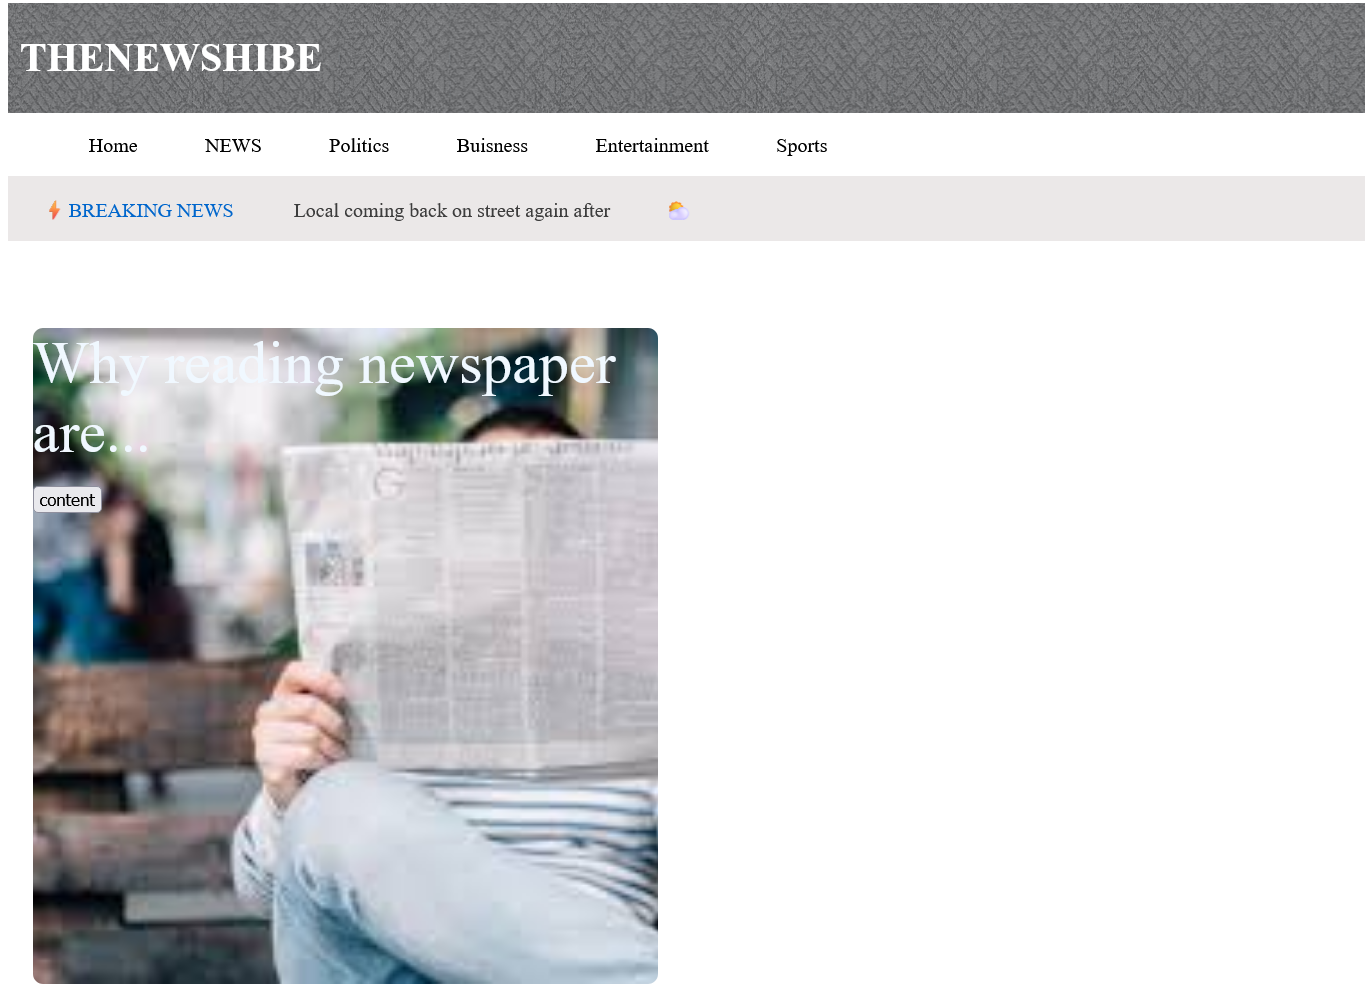 THENEWSHIBE
Home NEWS Politics Buisness Entertainment Sports
BREAKING NEWS Local coming back on street again after
Why reading newspaper
are...
content